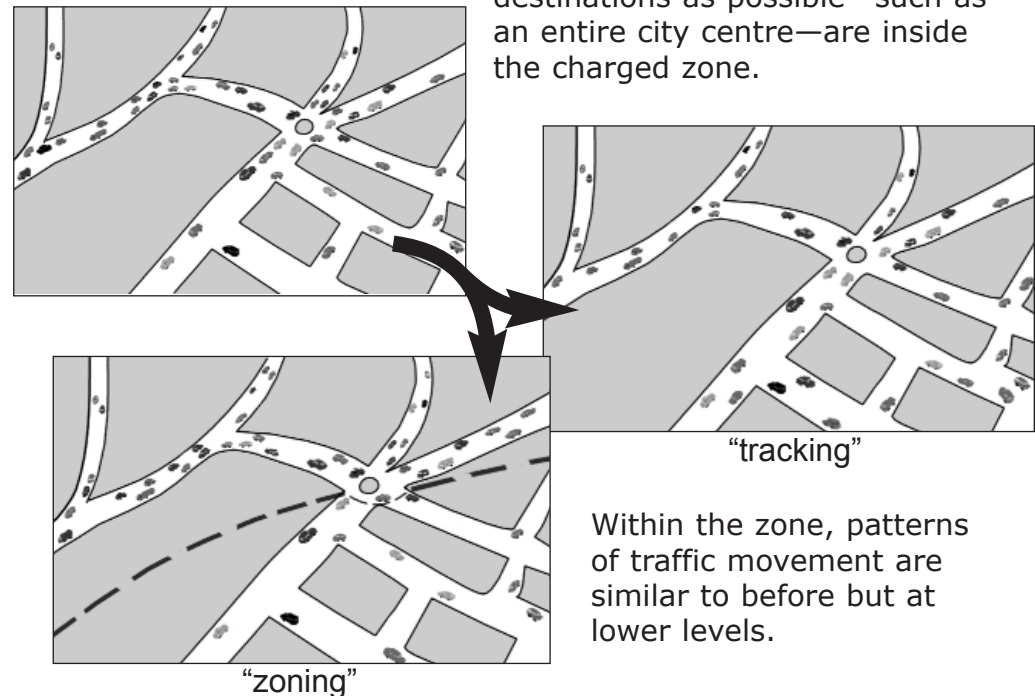 destinations as possible—such as
an entire city centre—are inside
the charged zone.
“tracking”
Within the zone, patterns
of traffic movement are
similar to before but at
lower levels.
“zoning”